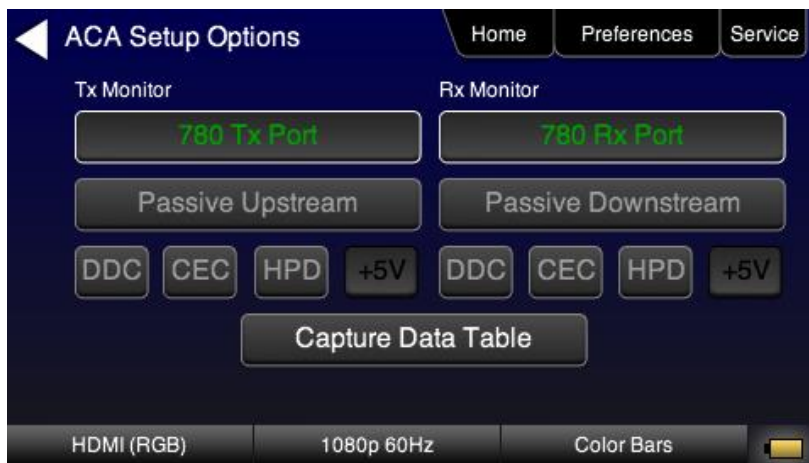 ACA Setup Options Home Preferences Service
Tx Monitor Rx Monitor
780 Tx Port 780 Rx Port
Passive Upstream Passive Downstream
DDC CEC HPD +5V DDC CEC HPD +5V
Capture Data Table
HDMI (RGB) 1080p 60Hz Color Bars